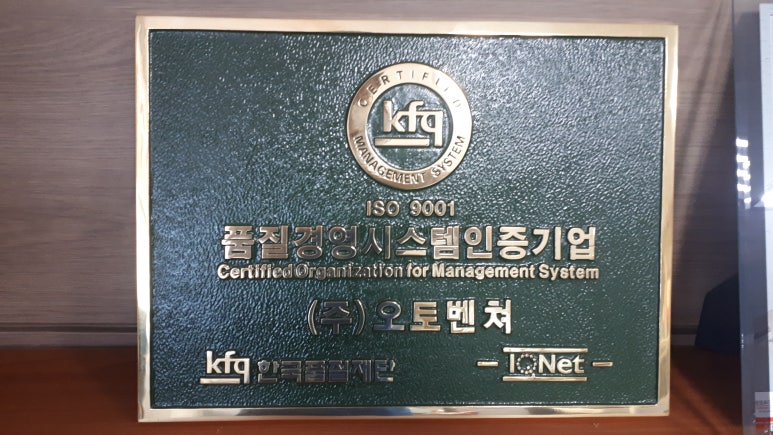 CERTIFIED
kfq
MANAGEMENT SYSTEM
ISO 9001
품질경영시스템인증기업
Certified Organization for Management System
(주)오토벤쳐
kfq 한국품질재단 - IQNet -